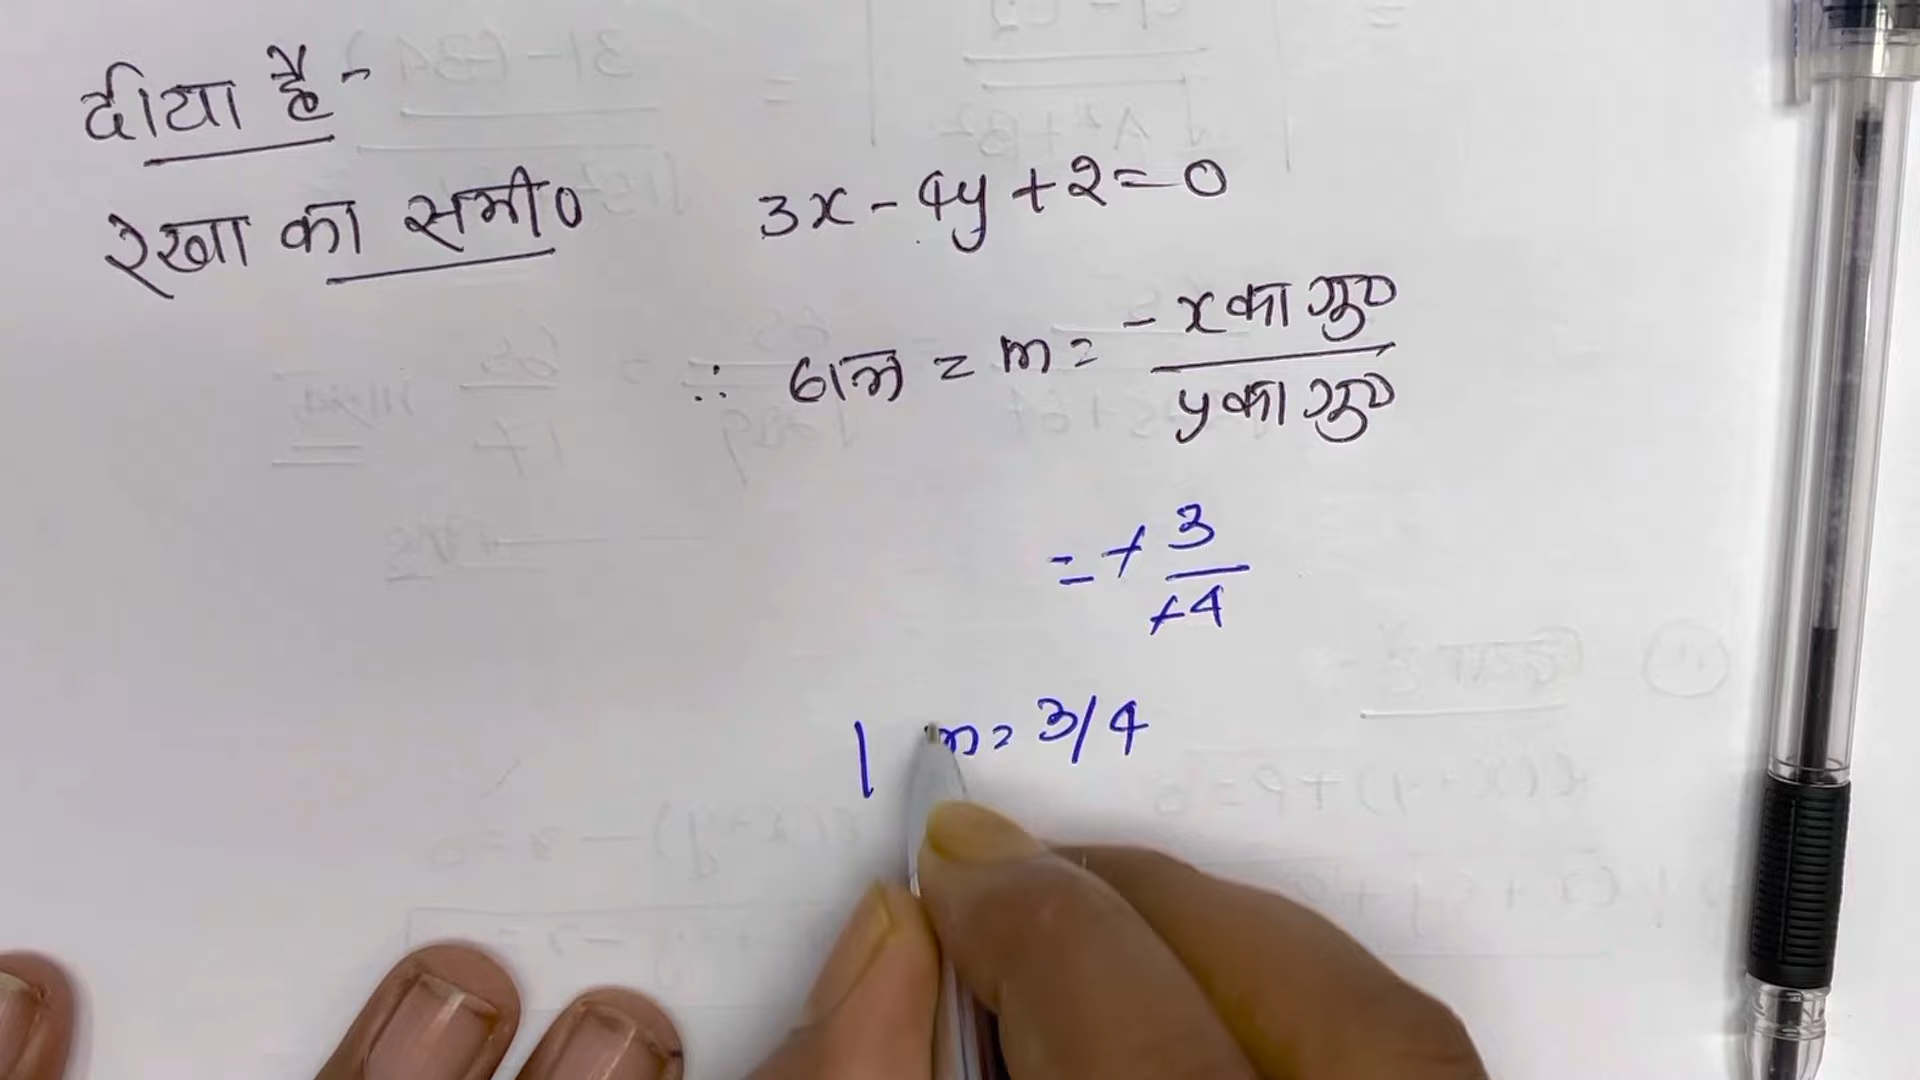 दीया है-
रेखा का समी० 3x - 4y + 2 = 0
∴ ढाल = m = - x का गु० / y का गु०
= + 3 / +4
m = 3/4